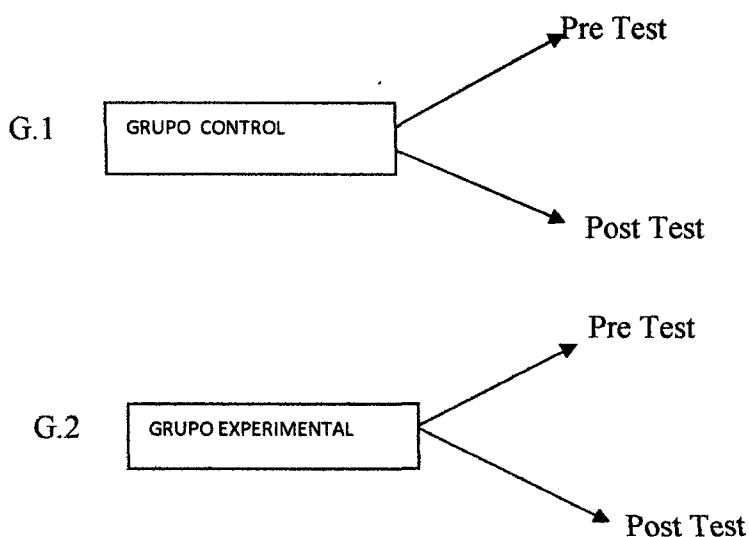 Pre Test
G.1 GRUPO CONTROL
Post Test
Pre Test
G.2 GRUPO EXPERIMENTAL
Post Test